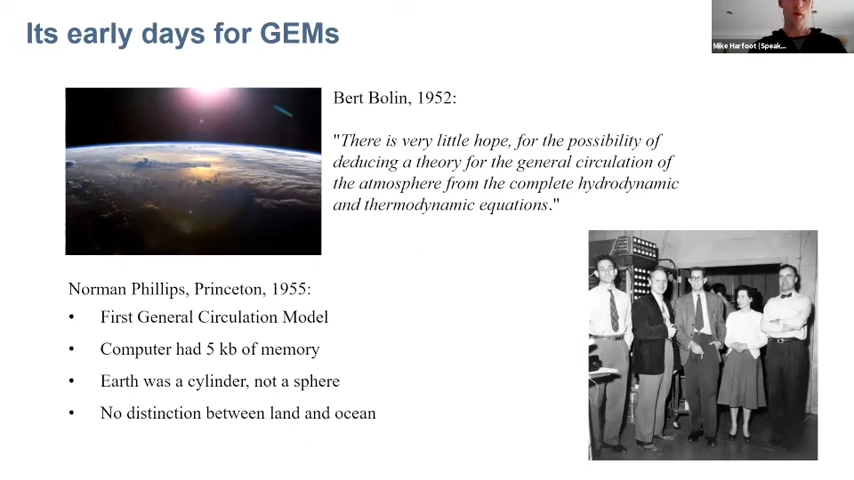 Its early days for GEMs
Mike Harfoot (Speak...
Bert Bolin, 1952:
"There is very little hope, for the possibility of
deducing a theory for the general circulation of
the atmosphere from the complete hydrodynamic
and thermodynamic equations."
Norman Phillips, Princeton, 1955:
• First General Circulation Model
• Computer had 5 kb of memory
• Earth was a cylinder, not a sphere
• No distinction between land and ocean